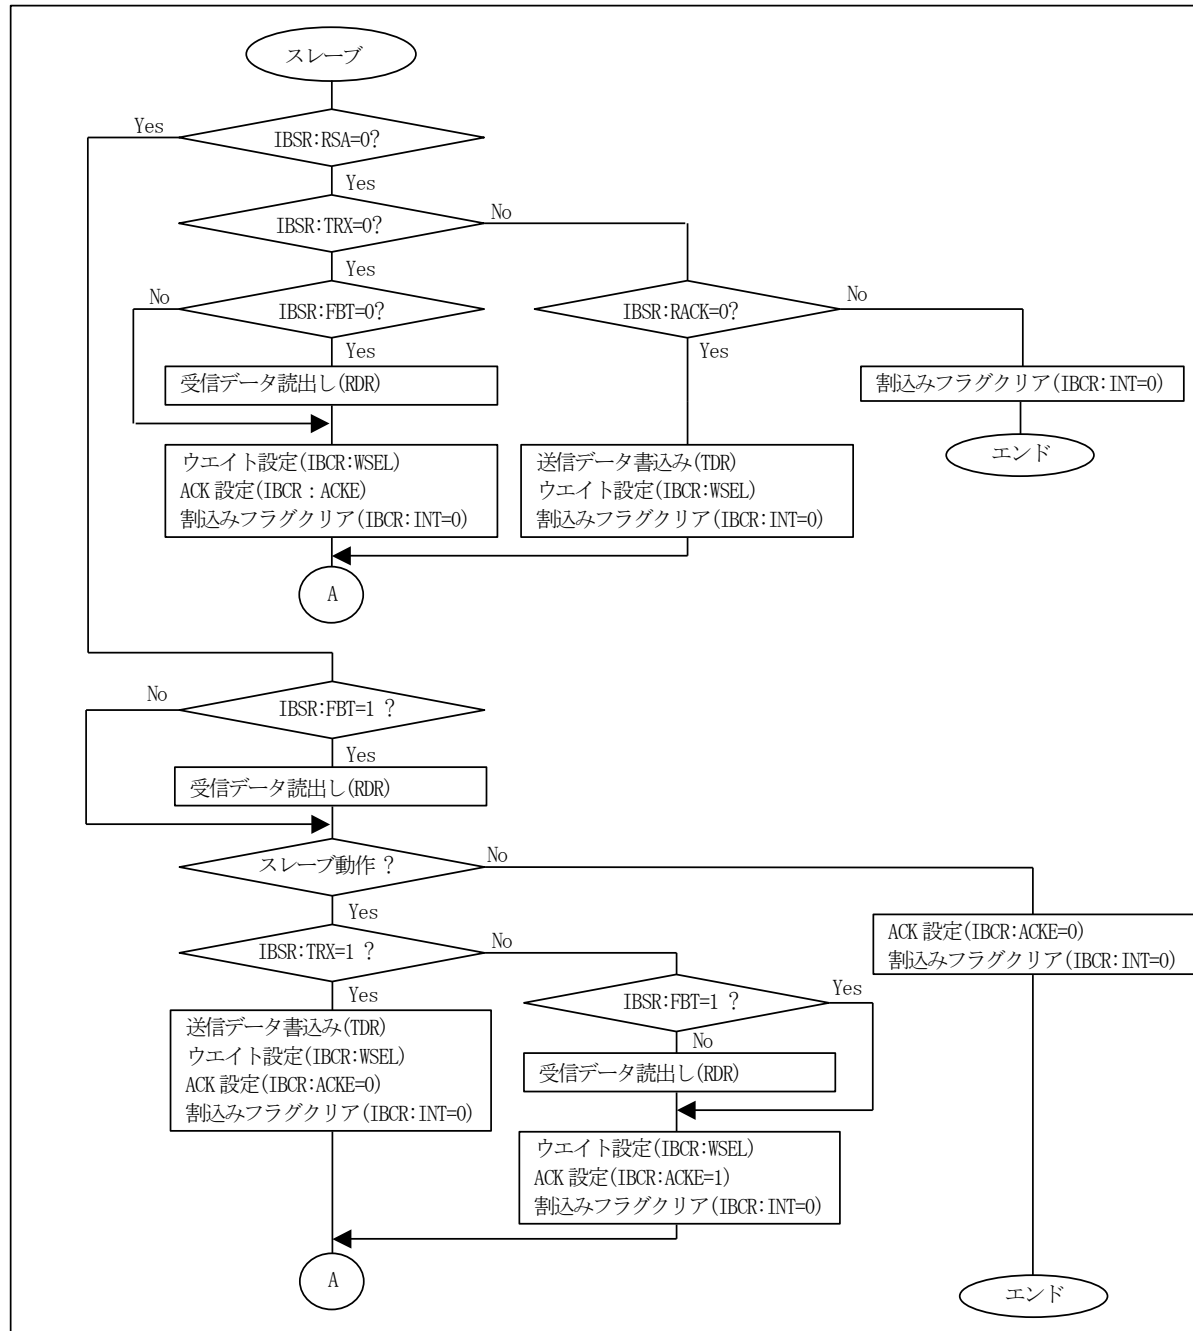 スレーブ
Yes
IBSR:RSA=0?
Yes
IBSR:TRX=0?
No
Yes
No
IBSR:FBT=0?
IBSR:RACK=0?
No
Yes
Yes
受信データ読出し(RDR)
割込みフラグクリア(IBCR:INT=0)
ウエイト設定(IBCR:WSEL)
ACK 設定(IBCR : ACKE)
割込みフラグクリア(IBCR:INT=0)
送信データ書込み(TDR)
ウエイト設定(IBCR:WSEL)
割込みフラグクリア(IBCR:INT=0)
エンド
A
No
IBSR:FBT=1 ?
Yes
受信データ読出し(RDR)
スレーブ動作 ?
No
Yes
ACK 設定(IBCR:ACKE=0)
割込みフラグクリア(IBCR:INT=0)
IBSR:TRX=1 ?
No
Yes
IBSR:FBT=1 ?
Yes
No
送信データ書込み(TDR)
ウエイト設定(IBCR:WSEL)
ACK 設定(IBCR:ACKE=0)
割込みフラグクリア(IBCR:INT=0)
受信データ読出し(RDR)
ウエイト設定(IBCR:WSEL)
ACK 設定(IBCR:ACKE=1)
割込みフラグクリア(IBCR:INT=0)
A
エンド